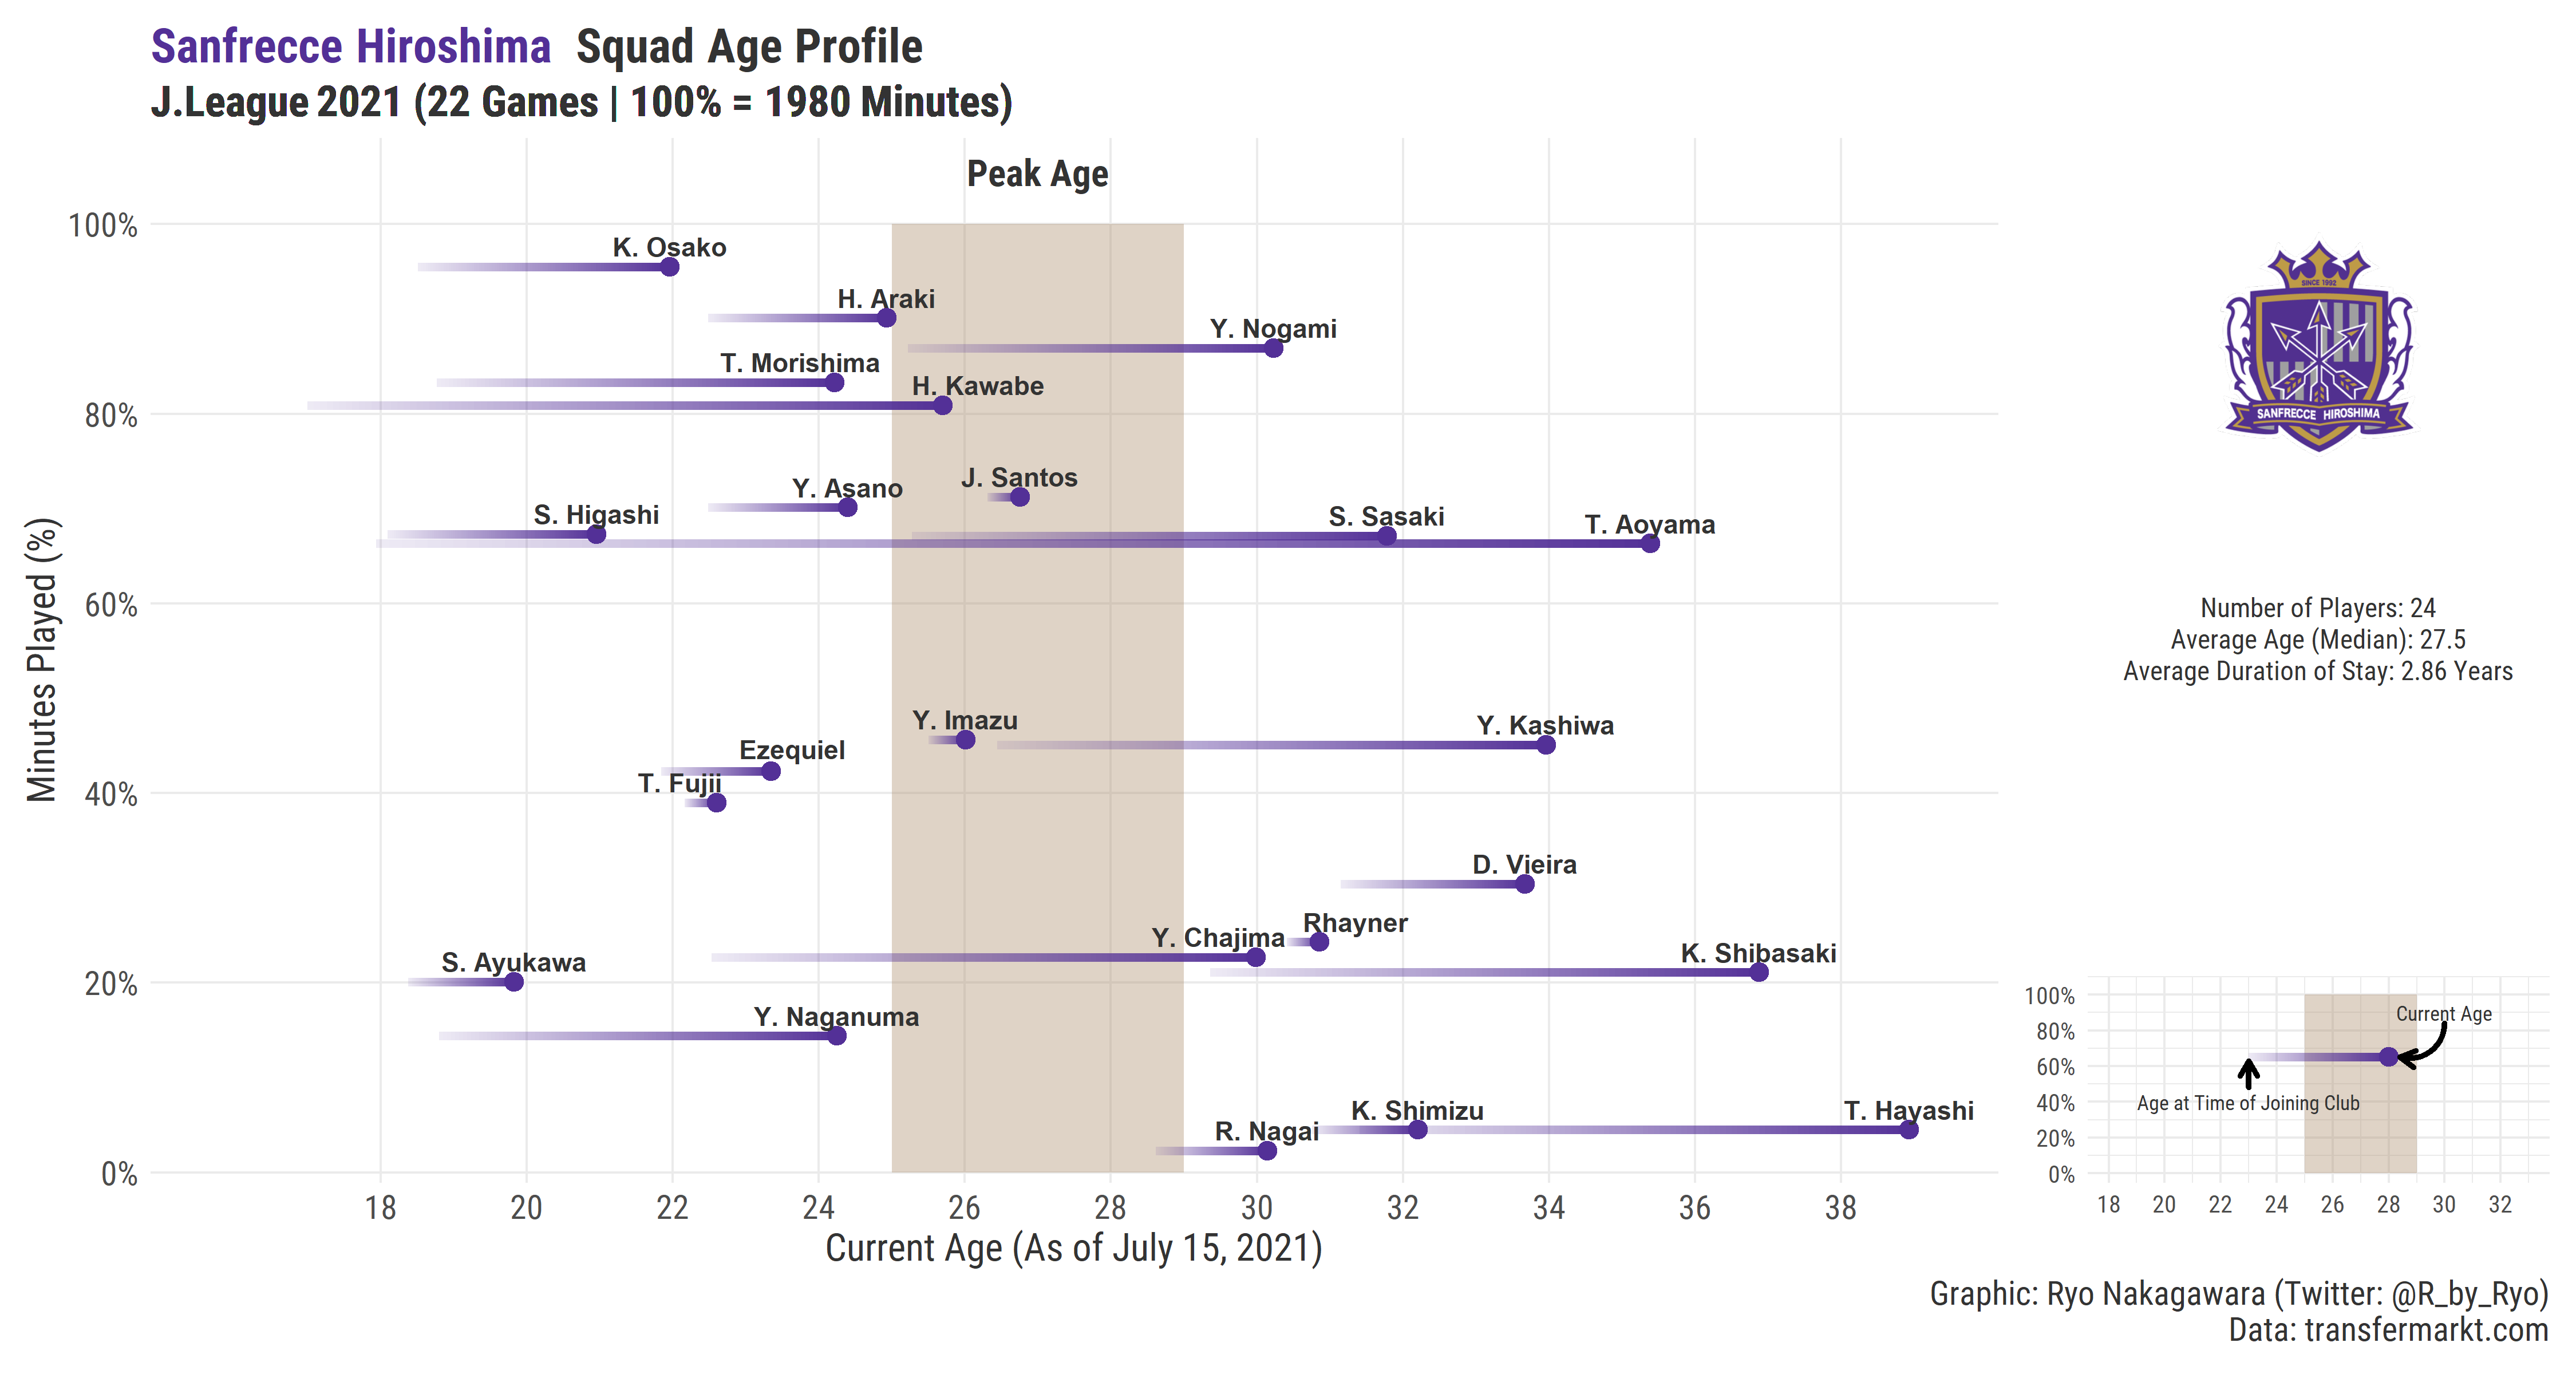 Sanfrecce Hiroshima Squad Age Profile
J.League 2021 (22 Games | 100% = 1980 Minutes)
Peak Age
100%
80%
60%
40%
20%
0%
Minutes Played (%)
K. Osako
H. Araki
Y. Nogami
T. Morishima
H. Kawabe
J. Santos
Y. Asano
S. Higashi
S. Sasaki
T. Aoyama
Y. Imazu
Y. Kashiwa
Ezequiel
T. Fujii
D. Vieira
Rhayner
Y. Chajima
K. Shibasaki
S. Ayukawa
Y. Naganuma
K. Shimizu
T. Hayashi
R. Nagai
18 20 22 24 26 28 30 32 34 36 38
Current Age (As of July 15, 2021)
SINCE 1992
SANFRECCE HIROSHIMA
Number of Players: 24
Average Age (Median): 27.5
Average Duration of Stay: 2.86 Years
100%
80%
60%
40%
20%
0%
Current Age
Age at Time of Joining Club
18 20 22 24 26 28 30 32
Graphic: Ryo Nakagawara (Twitter: @R_by_Ryo)
Data: transfermarkt.com